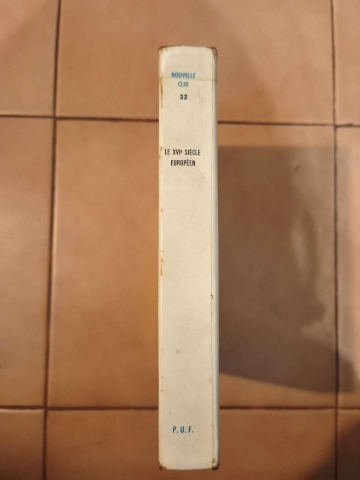 NOUVELLE
CLIO
32
LE XVIᵉ SIÈCLE
EUROPÉEN
P. U. F.